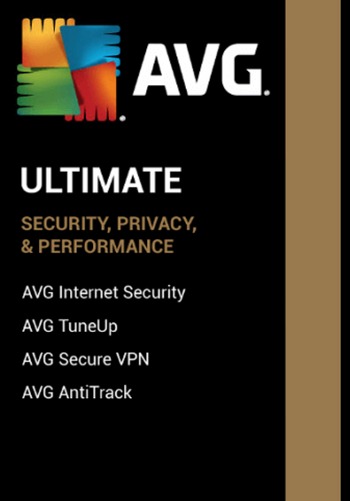 AVG.
ULTIMATE
SECURITY, PRIVACY,
& PERFORMANCE
AVG Internet Security
AVG TuneUp
AVG Secure VPN
AVG AntiTrack